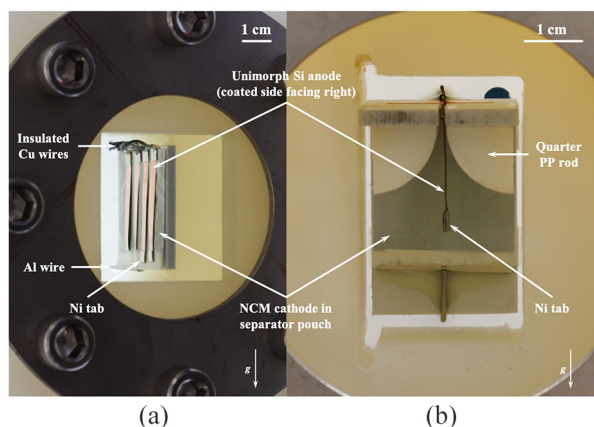 1 cm
1 cm
Unimorph Si anode
(coated side facing right)
Insulated
Cu wires
Quarter
PP rod
Al wire
Ni tab
NCM cathode in
separator pouch
Ni tab
g
g
(a)
(b)